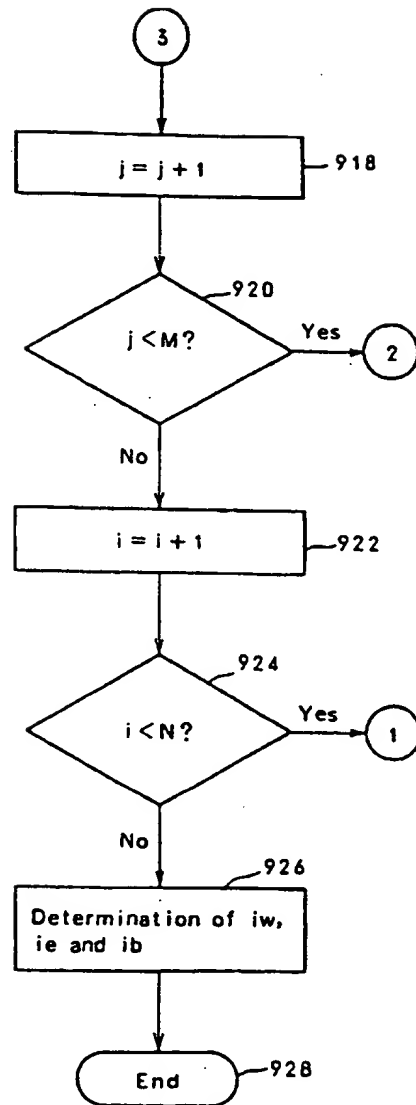 3
j = j + 1
918
920
j < M?
Yes
2
No
i = i + 1
922
924
i < N?
Yes
1
No
926
Determination of iw,
ie and ib
End
928